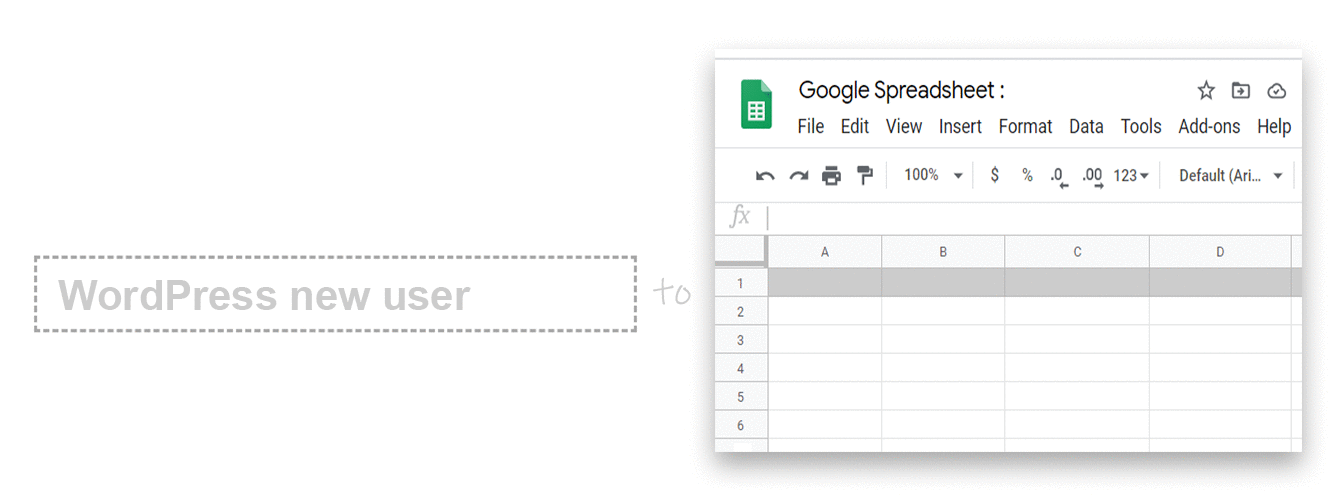 WordPress new user
to
Google Spreadsheet :
File Edit View Insert Format Data Tools Add-ons Help
100% $ % .0 .00 123 Default (Ari...
fx
A B C D
1
2
3
4
5
6